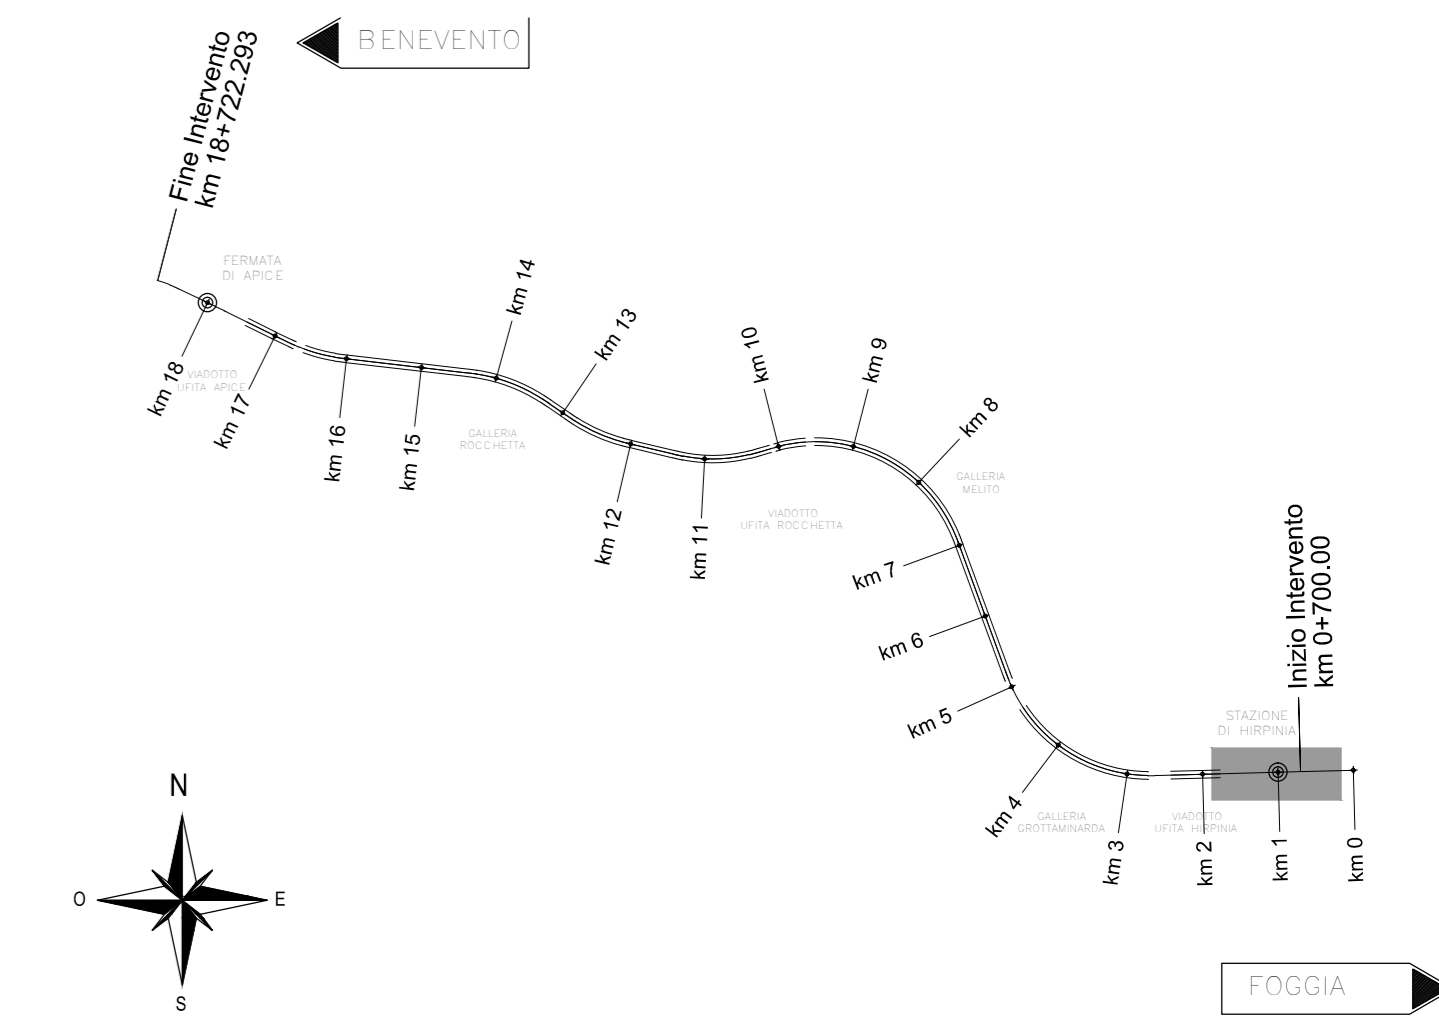 BENEVENTO
Fine Intervento
km 18+722.293
FERMATA
DI APICE
km 18
VIADOTTO
UFITA APICE
km 17
km 16
km 15
km 14
GALLERIA
ROCCHETTA
km 13
km 12
km 11
km 10
VIADOTTO
UFITA ROCCHETTA
km 9
km 8
GALLERIA
MELITO
km 7
km 6
km 5
km 4
GALLERIA
GROTTAMINARDA
km 3
VIADOTTO
UFITA HIRPINIA
km 2
STAZIONE
DI HIRPINIA
Inizio Intervento
km 0+700.00
km 1
km 0
N
O
E
S
FOGGIA